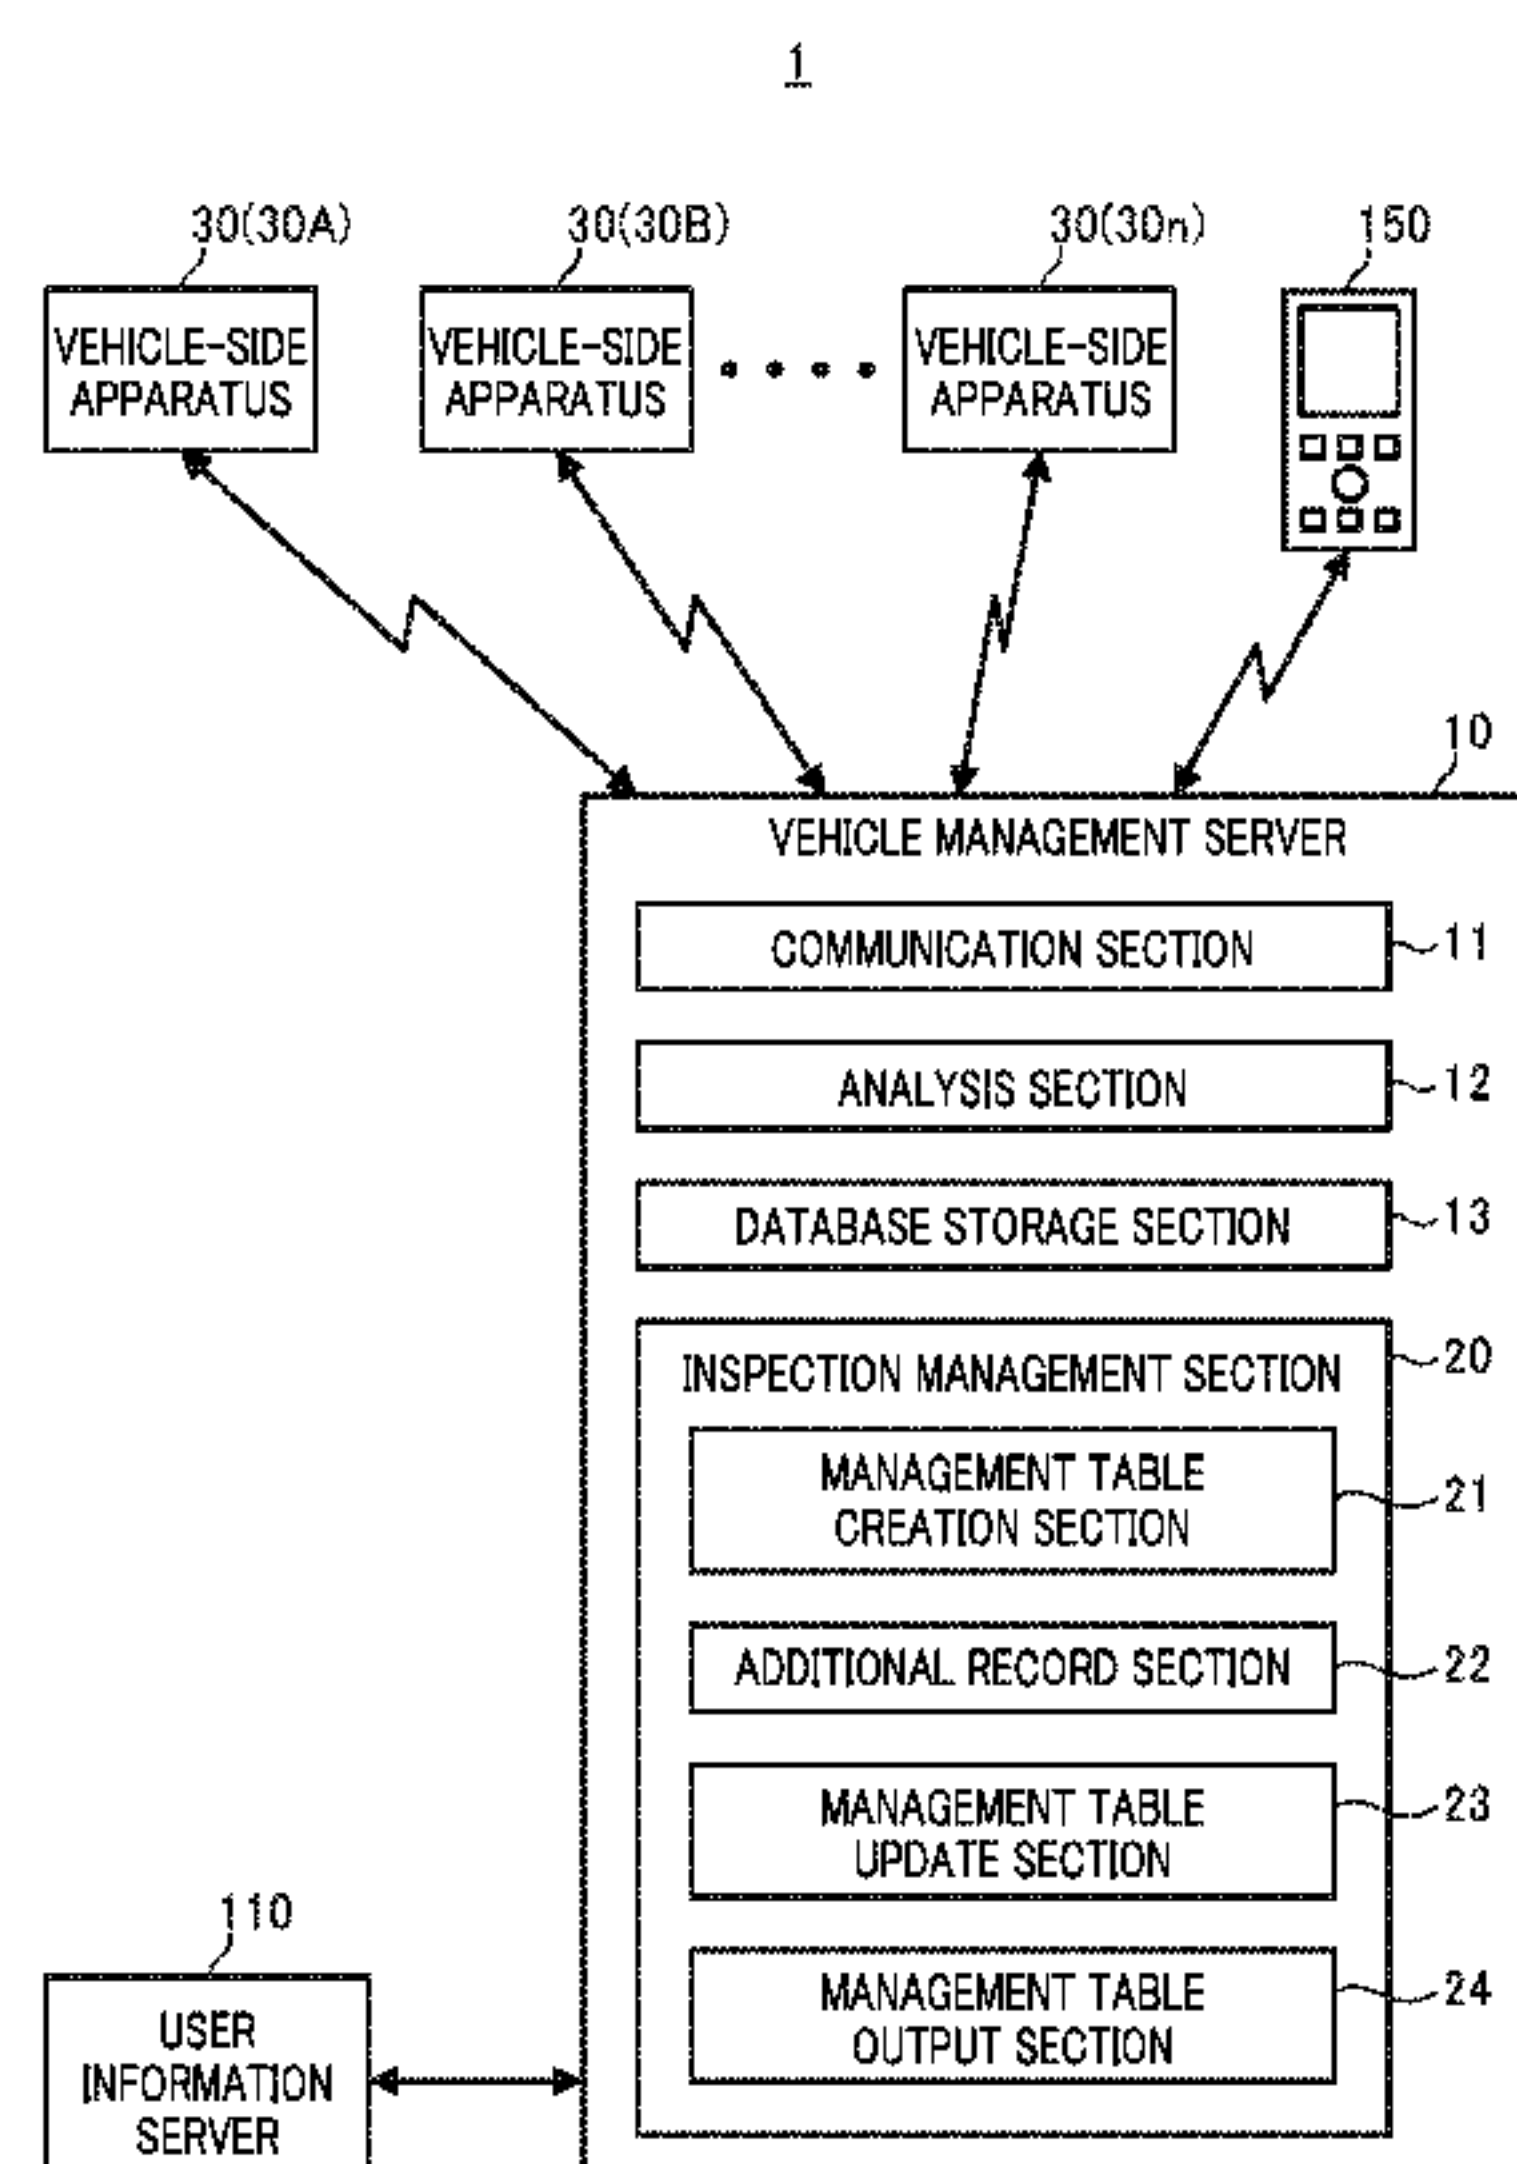 1
30(30A)
30(30B)
30(30n)
150
VEHICLE-SIDE
APPARATUS
VEHICLE-SIDE
APPARATUS
VEHICLE-SIDE
APPARATUS
10
VEHICLE MANAGEMENT SERVER
COMMUNICATION SECTION
11
ANALYSIS SECTION
12
DATABASE STORAGE SECTION
13
INSPECTION MANAGEMENT SECTION
20
MANAGEMENT TABLE
CREATION SECTION
21
ADDITIONAL RECORD SECTION
22
MANAGEMENT TABLE
UPDATE SECTION
23
MANAGEMENT TABLE
OUTPUT SECTION
24
110
USER
INFORMATION
SERVER